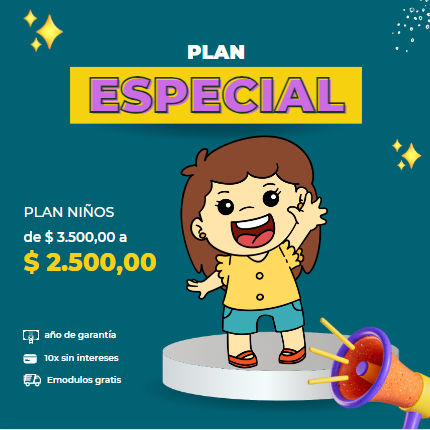 PLAN
ESPECIAL
PLAN NIÑOS
de $ 3.500,00 a
$ 2.500,00
año de garantía
10x sin intereses
Emodulos gratis